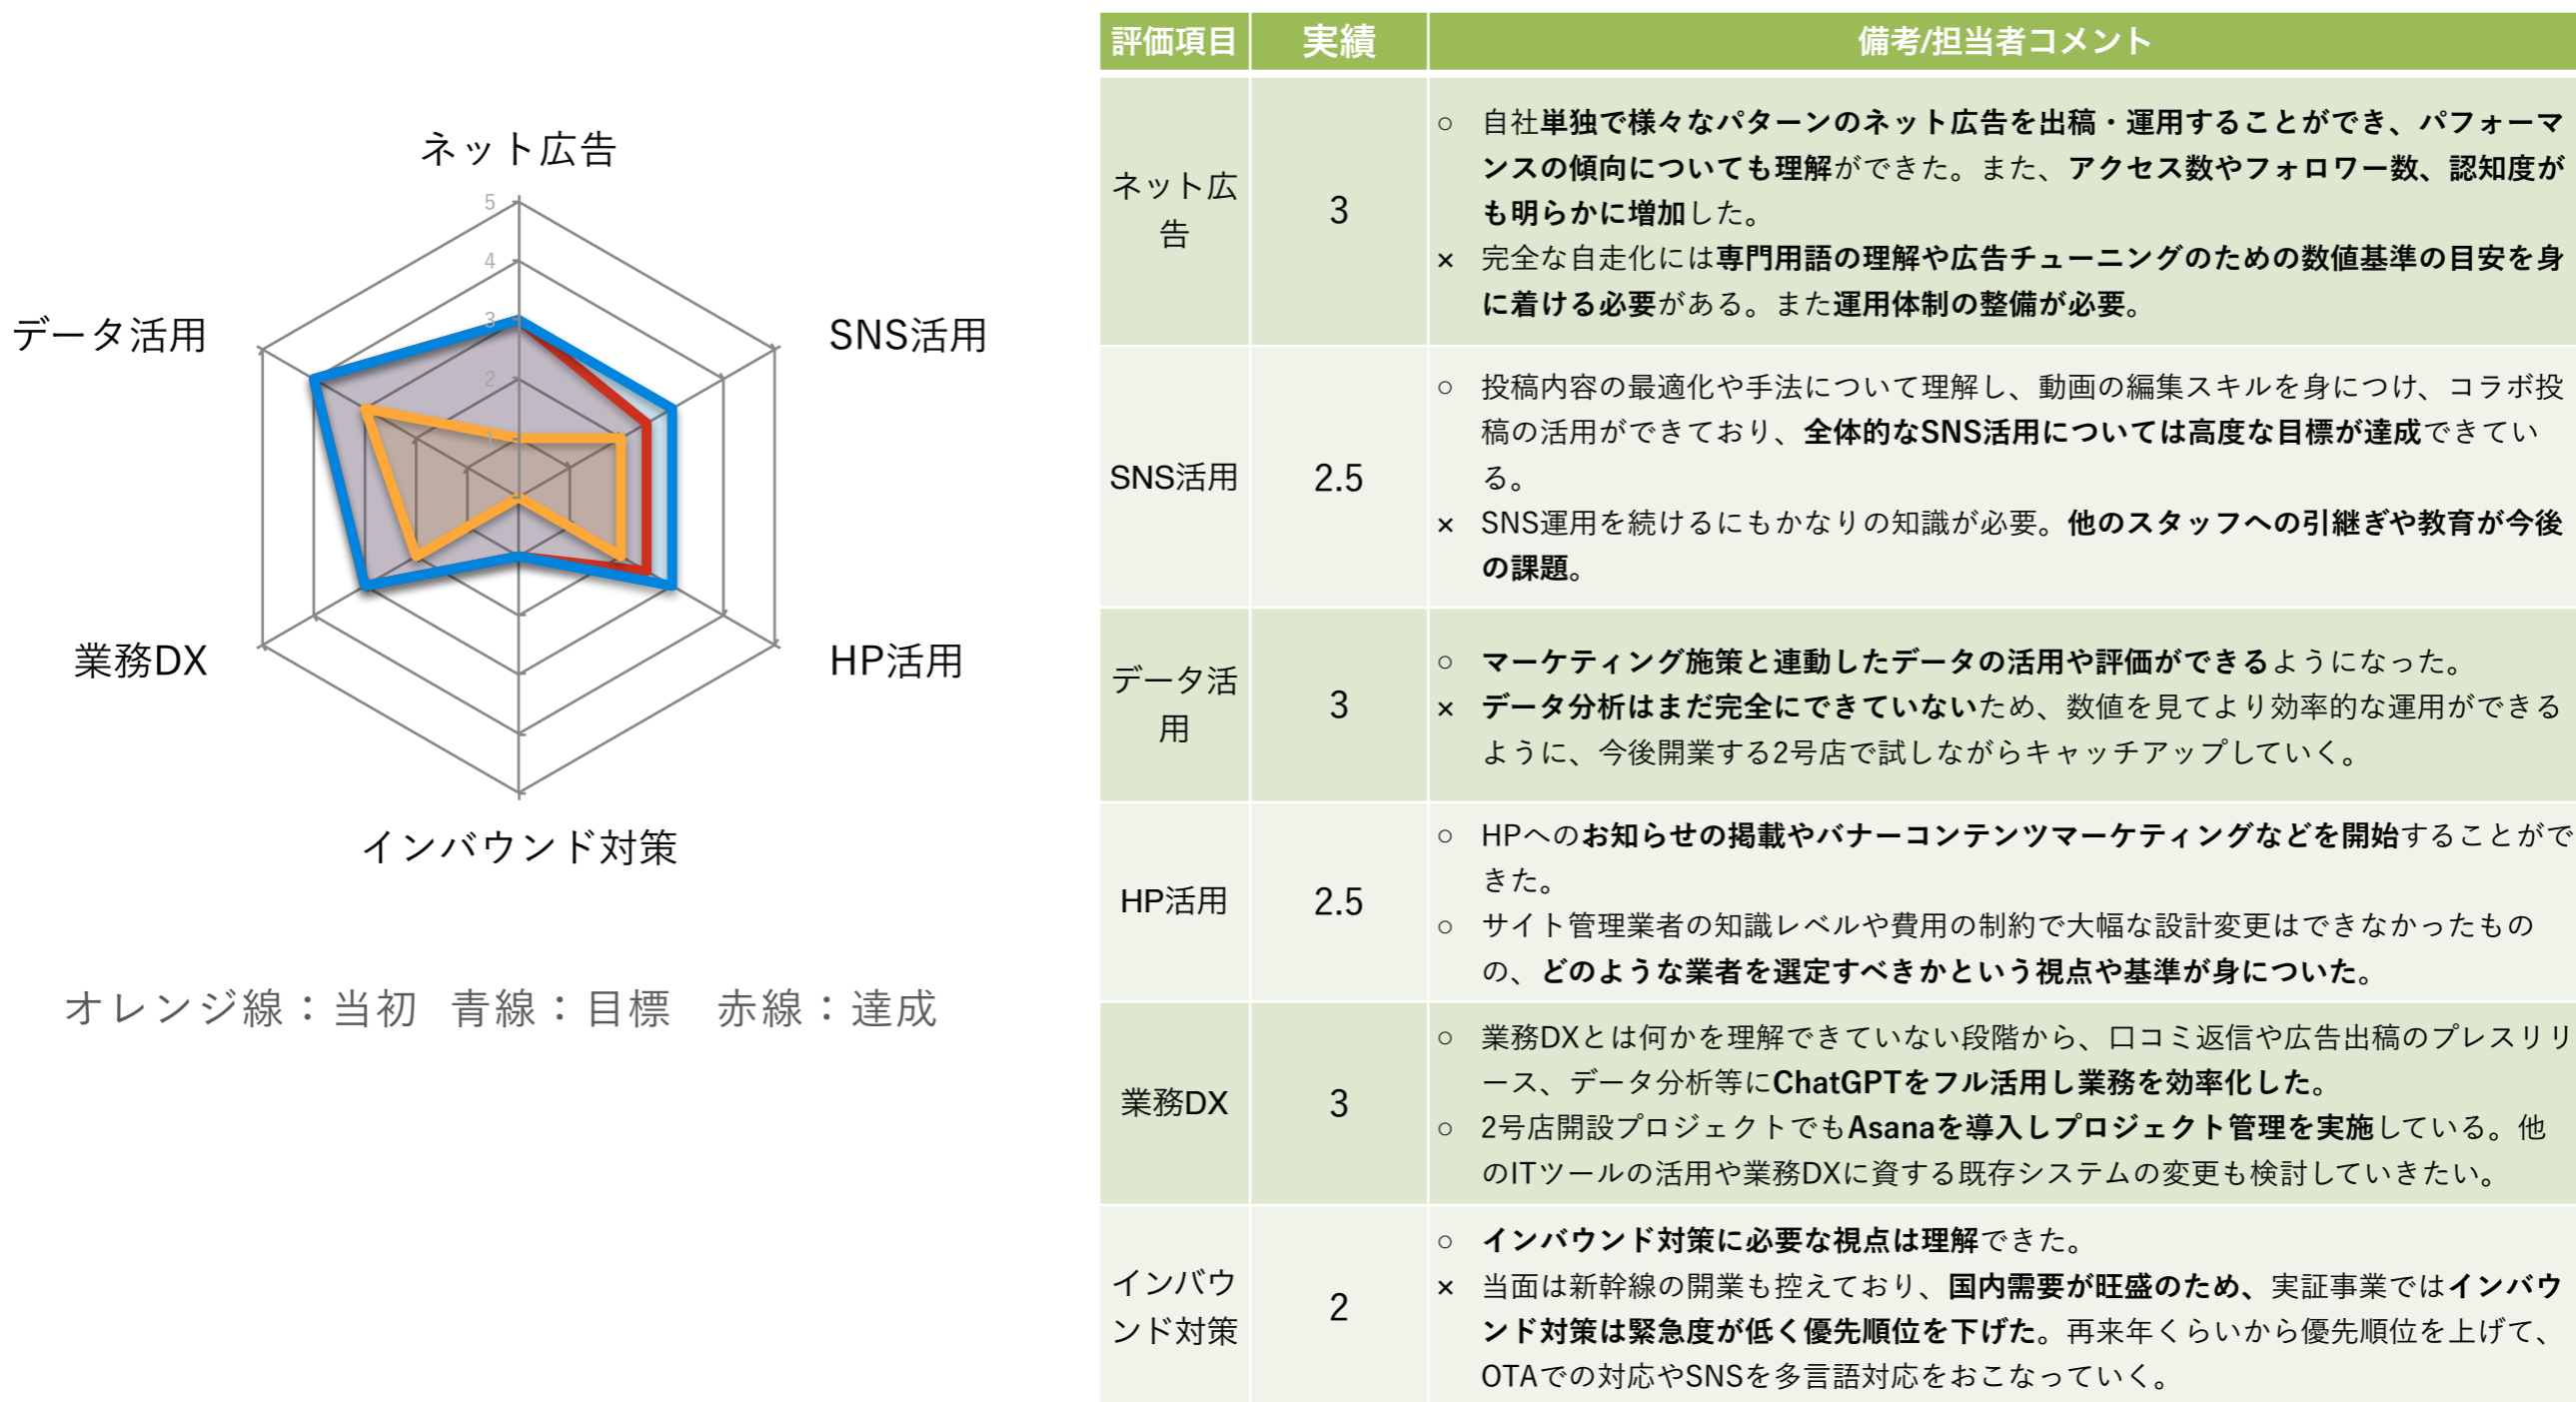 ネット広告
5
4
3
2
1
データ活用
SNS活用
業務DX
HP活用
インバウンド対策
オレンジ線：当初 青線：目標 赤線：達成
評価項目 実績 備考/担当者コメント
ネット広
告
3
○ 自社単独で様々なパターンのネット広告を出稿・運用することができ、パフォーマ
ンスの傾向についても理解ができた。また、アクセス数やフォロワー数、認知度が
も明らかに増加した。
× 完全な自走化には専門用語の理解や広告チューニングのための数値基準の目安を身
に着ける必要がある。また運用体制の整備が必要。
SNS活用
2.5
○ 投稿内容の最適化や手法について理解し、動画の編集スキルを身につけ、コラボ投
稿の活用ができており、全体的なSNS活用については高度な目標が達成できてい
る。
× SNS運用を続けるにもかなりの知識が必要。他のスタッフへの引継ぎや教育が今後
の課題。
データ活
用
3
○ マーケティング施策と連動したデータの活用や評価ができるようになった。
× データ分析はまだ完全にできていないため、数値を見てより効率的な運用ができる
ように、今後開業する2号店で試しながらキャッチアップしていく。
HP活用
2.5
○ HPへのお知らせの掲載やバナーコンテンツマーケティングなどを開始することがで
きた。
○ サイト管理業者の知識レベルや費用の制約で大幅な設計変更はできなかったもの
の、どのような業者を選定すべきかという視点や基準が身についた。
業務DX
3
○ 業務DXとは何かを理解できていない段階から、口コミ返信や広告出稿のプレスリリ
ース、データ分析等にChatGPTをフル活用し業務を効率化した。
○ 2号店開設プロジェクトでもAsanaを導入しプロジェクト管理を実施している。他
のITツールの活用や業務DXに資する既存システムの変更も検討していきたい。
インバウ
ンド対策
2
○ インバウンド対策に必要な視点は理解できた。
× 当面は新幹線の開業も控えており、国内需要が旺盛のため、実証事業ではインバウ
ンド対策は緊急度が低く優先順位を下げた。再来年くらいから優先順位を上げて、
OTAでの対応やSNSを多言語対応をおこなっていく。